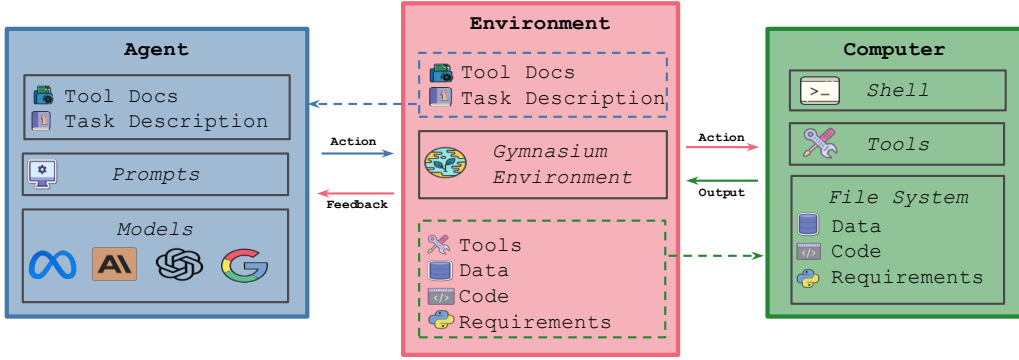 Agent
Tool Docs
Task Description
Prompts
Models
Action
Feedback
Environment
Tool Docs
Task Description
Gymnasium
Environment
Tools
Data
Code
Requirements
Action
Output
Computer
>_
Shell
Tools
File System
Data
Code
Requirements